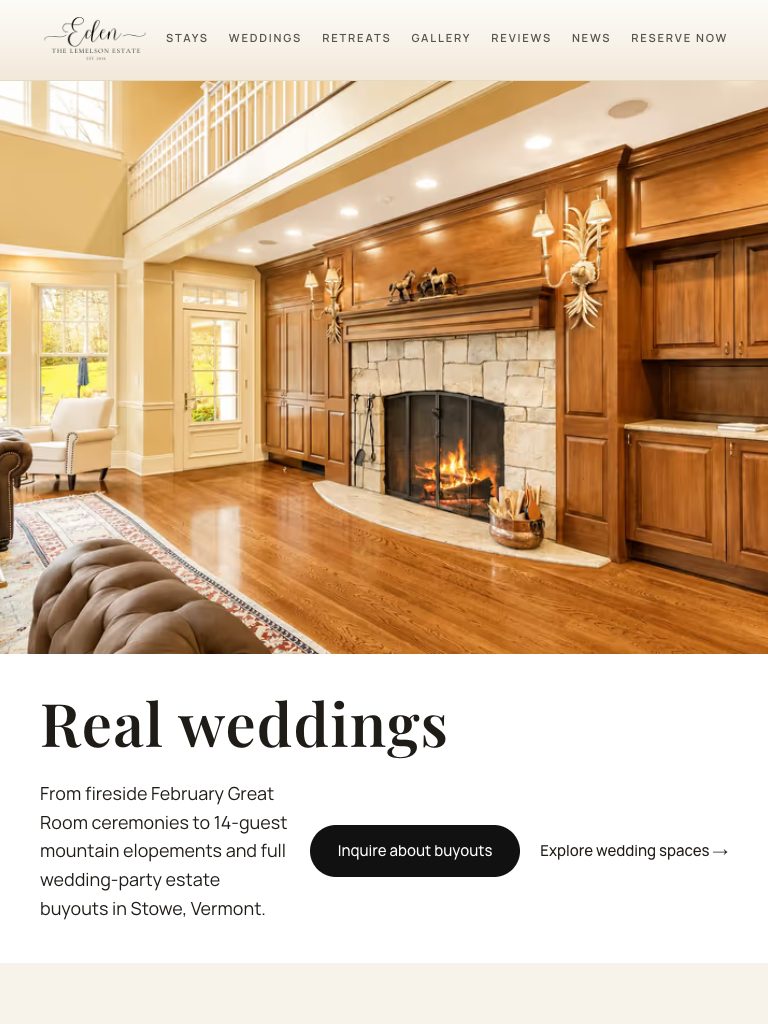 Eden
THE LEMELSON ESTATE
STAYS WEDDINGS RETREATS GALLERY REVIEWS NEWS RESERVE NOW
Real weddings
From fireside February Great
Room ceremonies to 14-guest
mountain elopements and full
wedding-party estate
buyouts in Stowe, Vermont.
Inquire about buyouts
Explore wedding spaces →